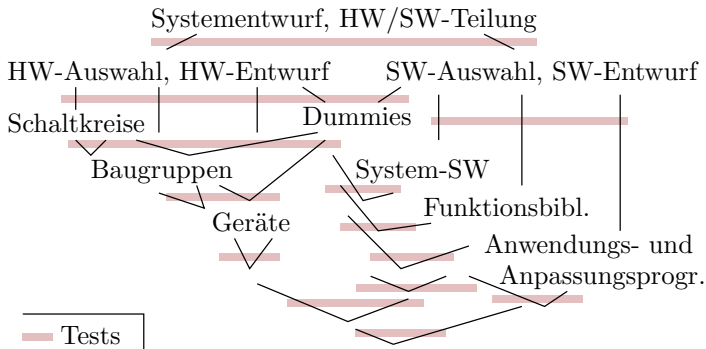 Systementwurf, HW/SW-Teilung
HW-Auswahl, HW-Entwurf
SW-Auswahl, SW-Entwurf
Schaltkreise
Dummies
Baugruppen
System-SW
Geräte
Funktionsbibl.
Anwendungs- und
Anpassungsprogr.
Tests